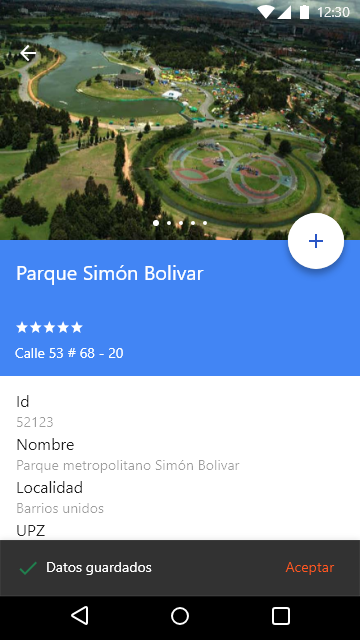 12:30
Parque Simón Bolivar
Calle 53 # 68 - 20
Id
52123
Nombre
Parque metropolitano Simón Bolivar
Localidad
Barrios unidos
UPZ
Datos guardados
Aceptar